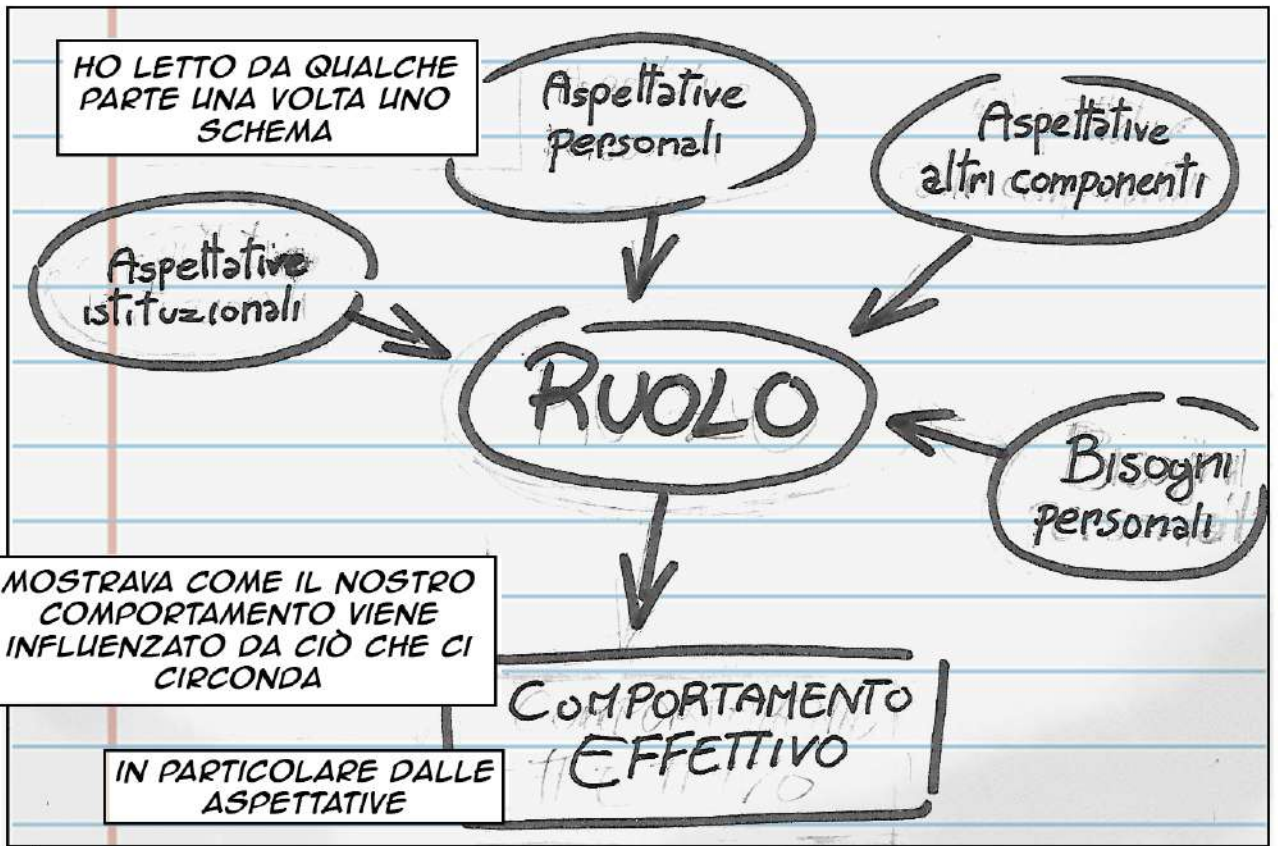 HO LETTO DA QUALCHE
PARTE UNA VOLTA UNO
SCHEMA
Aspettative
personali
Aspettative
altri componenti
Aspettative
istituzionali
RUOLO
Bisogni
personali
MOSTRAVA COME IL NOSTRO
COMPORTAMENTO VIENE
INFLUENZATO DA CIÒ CHE CI
CIRCONDA
COMPORTAMENTO
EFFETTIVO
IN PARTICOLARE DALLE
ASPETTATIVE